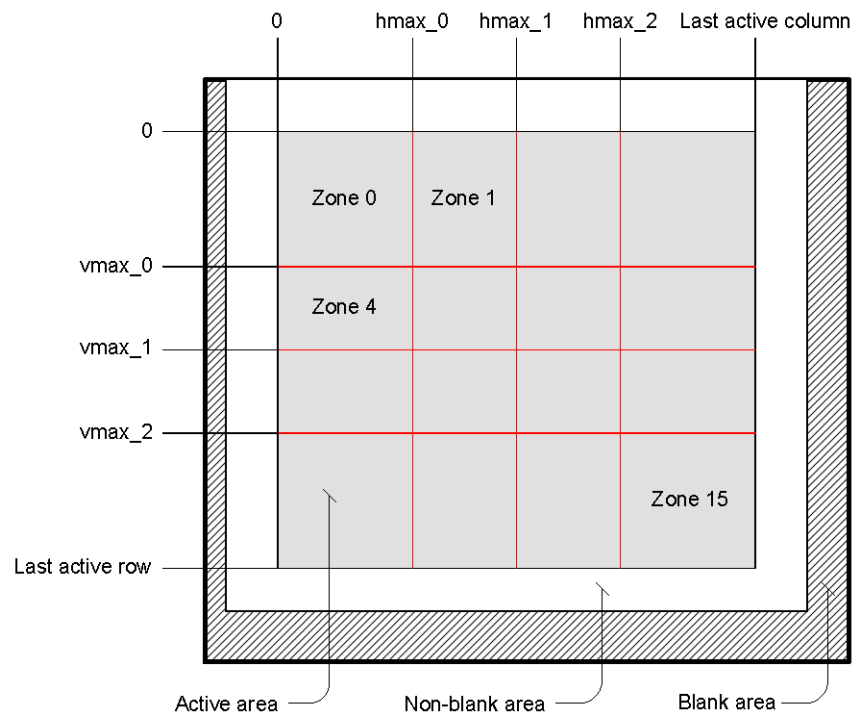 0 hmax_0 hmax_1 hmax_2 Last active column
0
Zone 0 Zone 1
vmax_0
Zone 4
vmax_1
vmax_2
Zone 15
Last active row
Active area Non-blank area Blank area